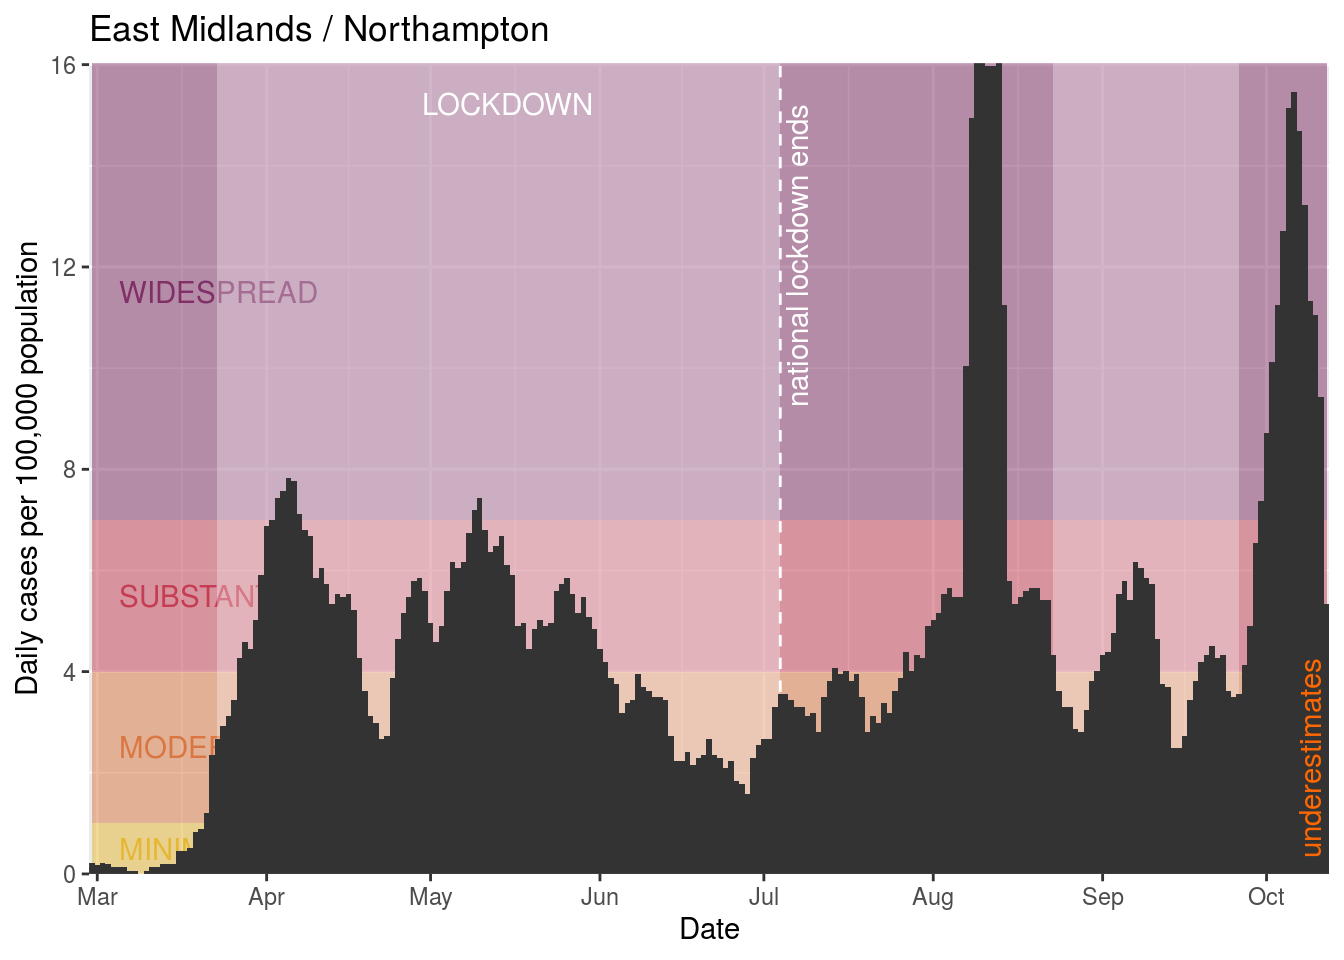 East Midlands / Northampton
Daily cases per 100,000 population
16
12
8
4
0
LOCKDOWN
national lockdown ends
WIDESPREAD
SUBSTANT
MODER
MINIM
underestimates
Mar Apr May Jun Jul Aug Sep Oct
Date